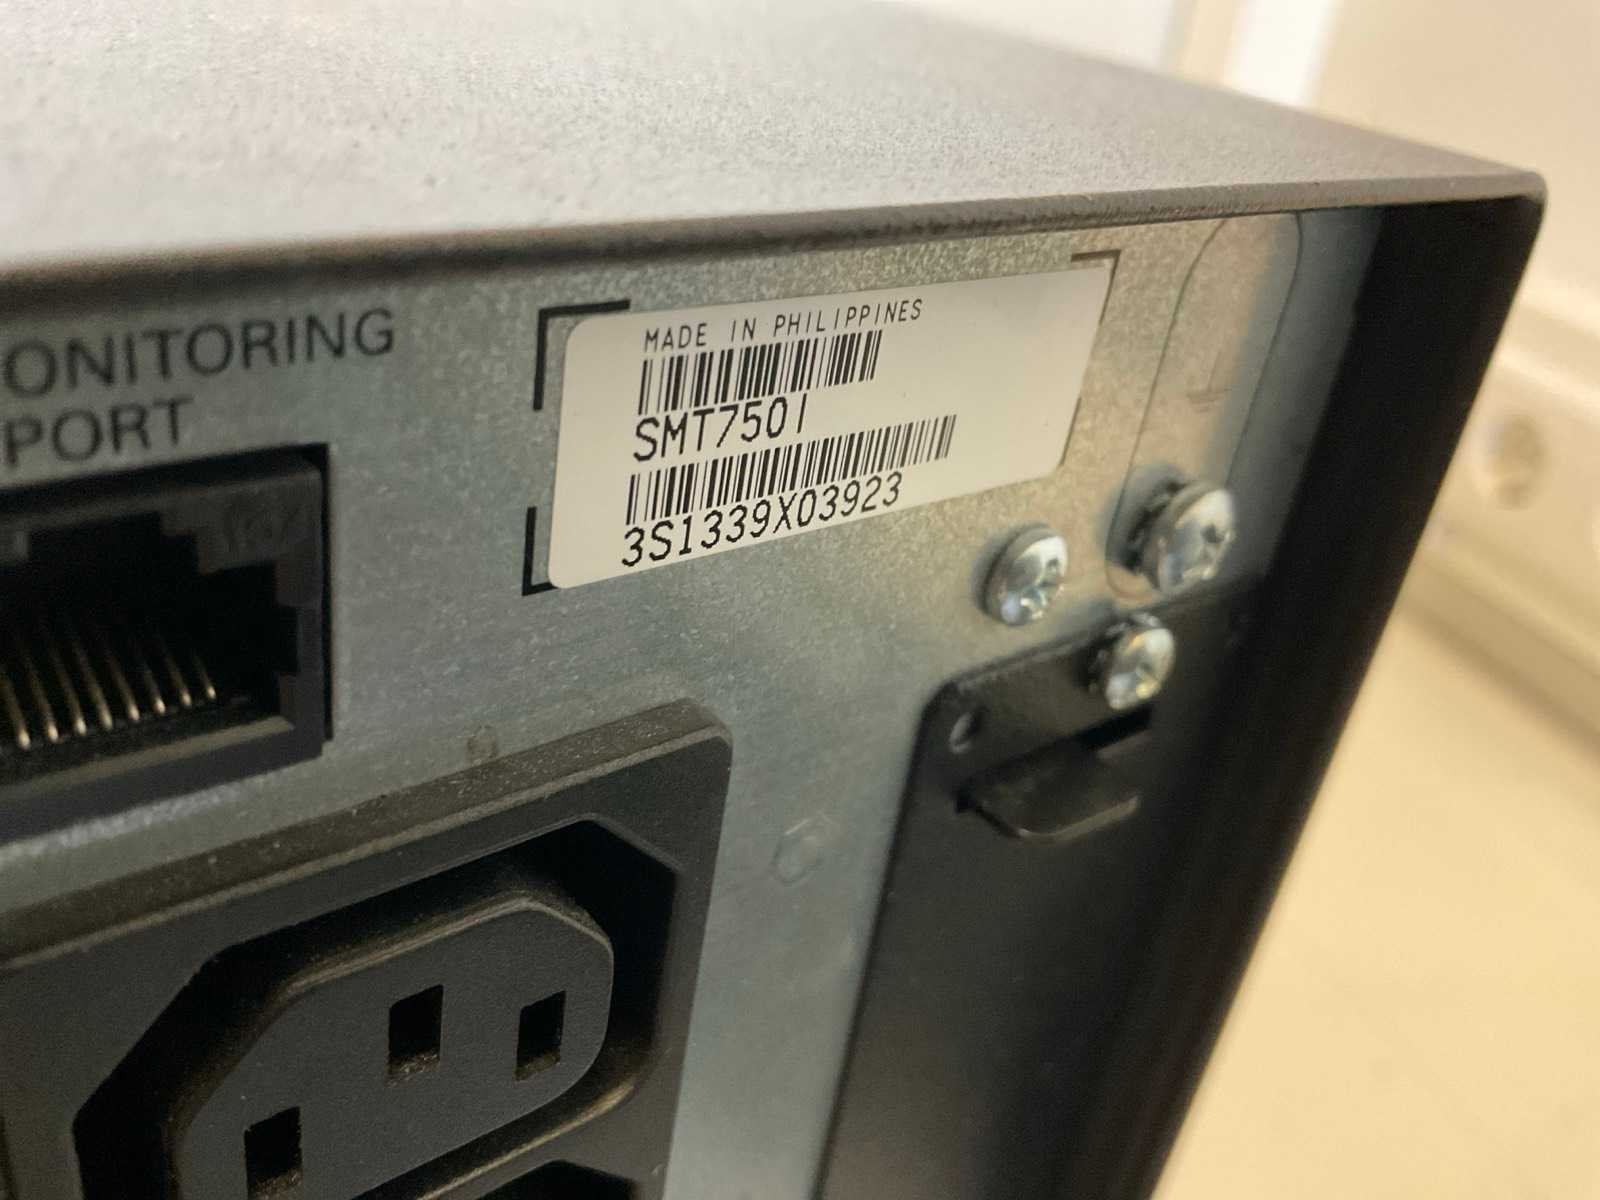 ONITORING
PORT
MADE IN PHILIPPINES
SMT750I
3S1339X03923